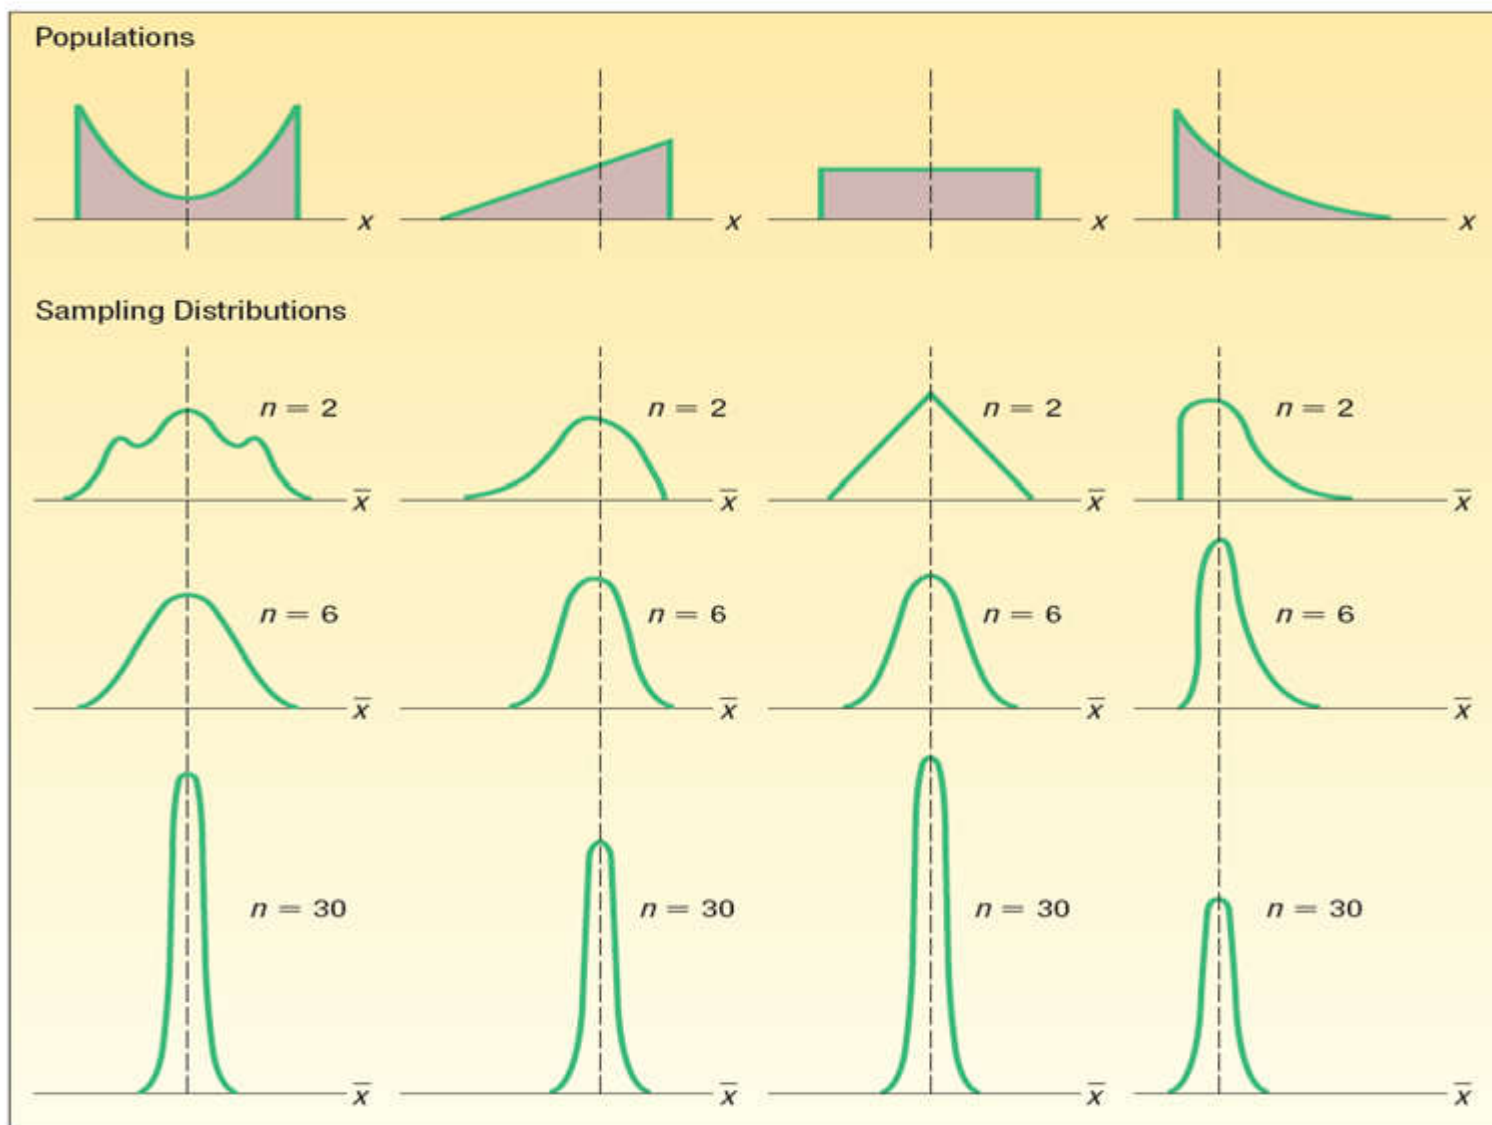 Populations
x x x x
Sampling Distributions
n = 2 n = 2 n = 2 n = 2
x̅ x̅ x̅ x̅
n = 6 n = 6 n = 6 n = 6
x̅ x̅ x̅ x̅
n = 30 n = 30 n = 30 n = 30
x̅ x̅ x̅ x̅